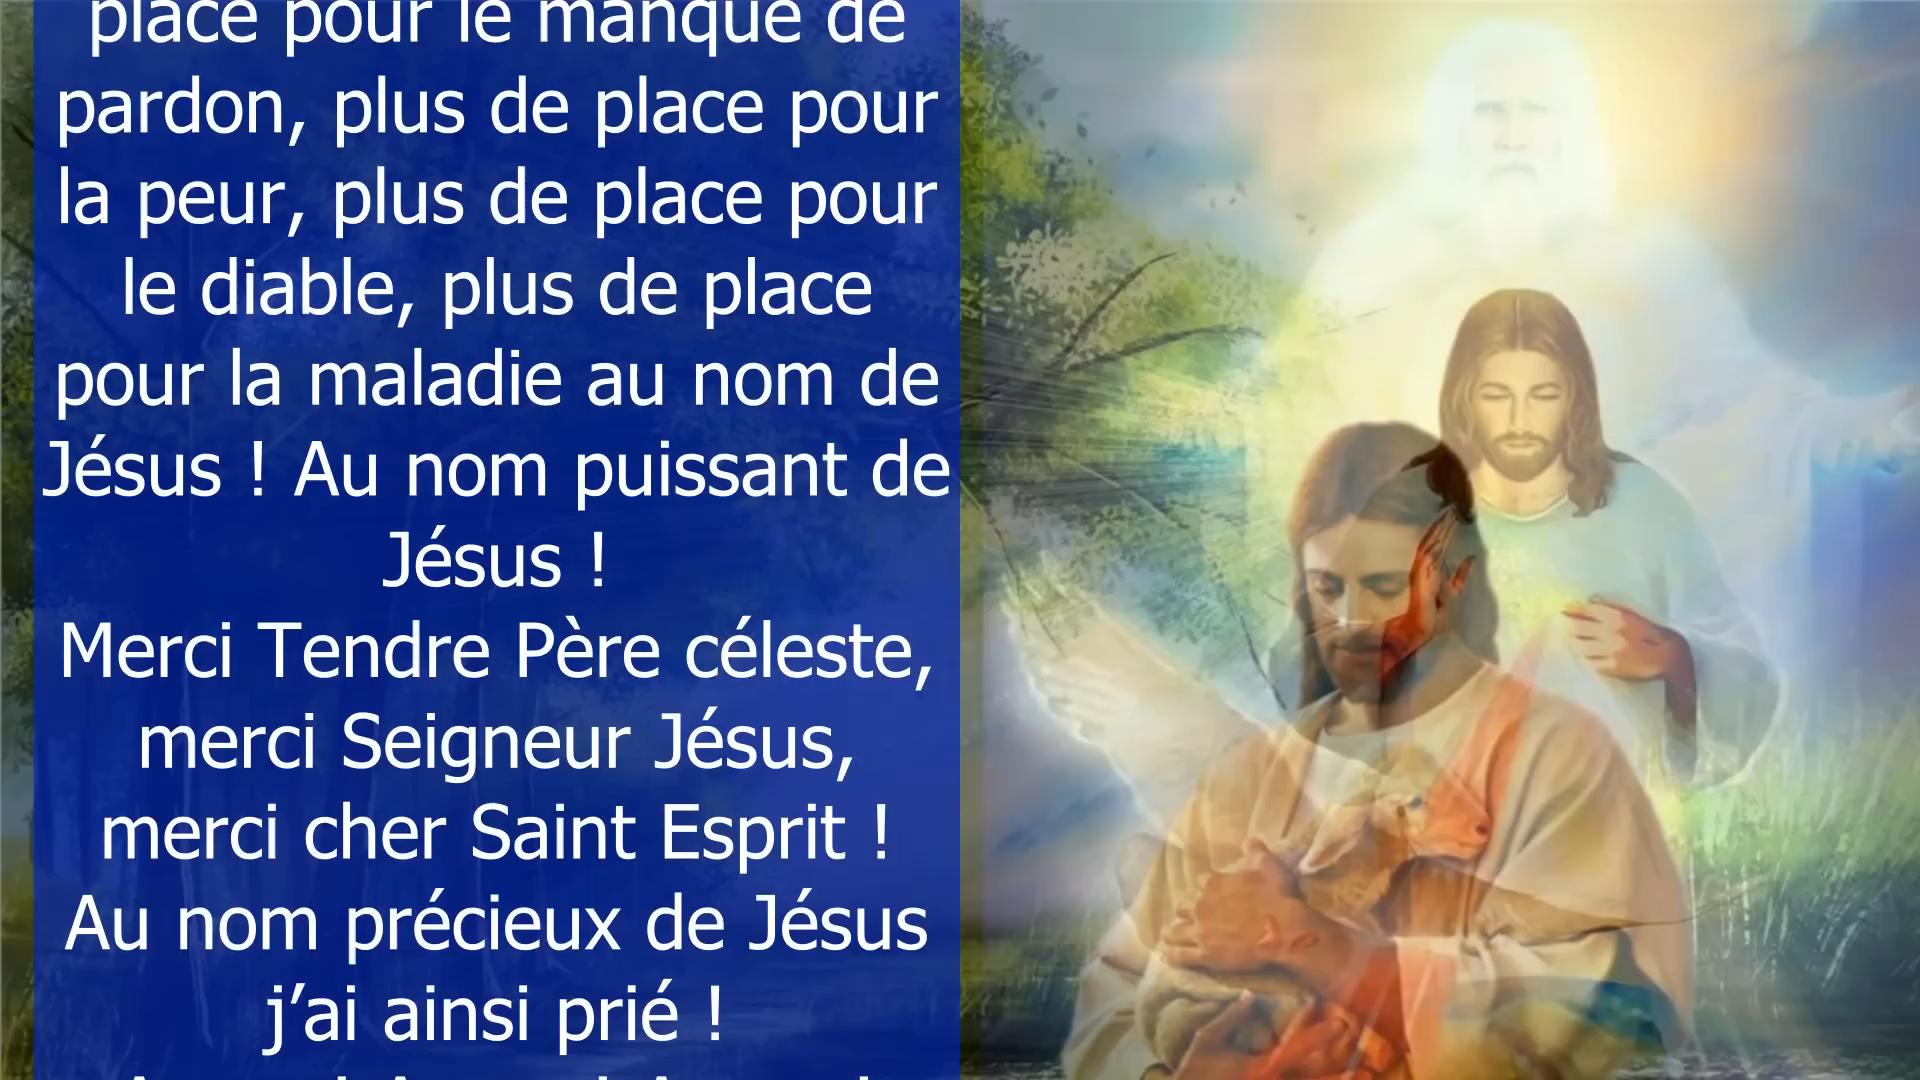 place pour le manque de
pardon, plus de place pour
la peur, plus de place pour
le diable, plus de place
pour la maladie au nom de
Jésus ! Au nom puissant de
Jésus !
Merci Tendre Père céleste,
merci Seigneur Jésus,
merci cher Saint Esprit !
Au nom précieux de Jésus
j’ai ainsi prié !